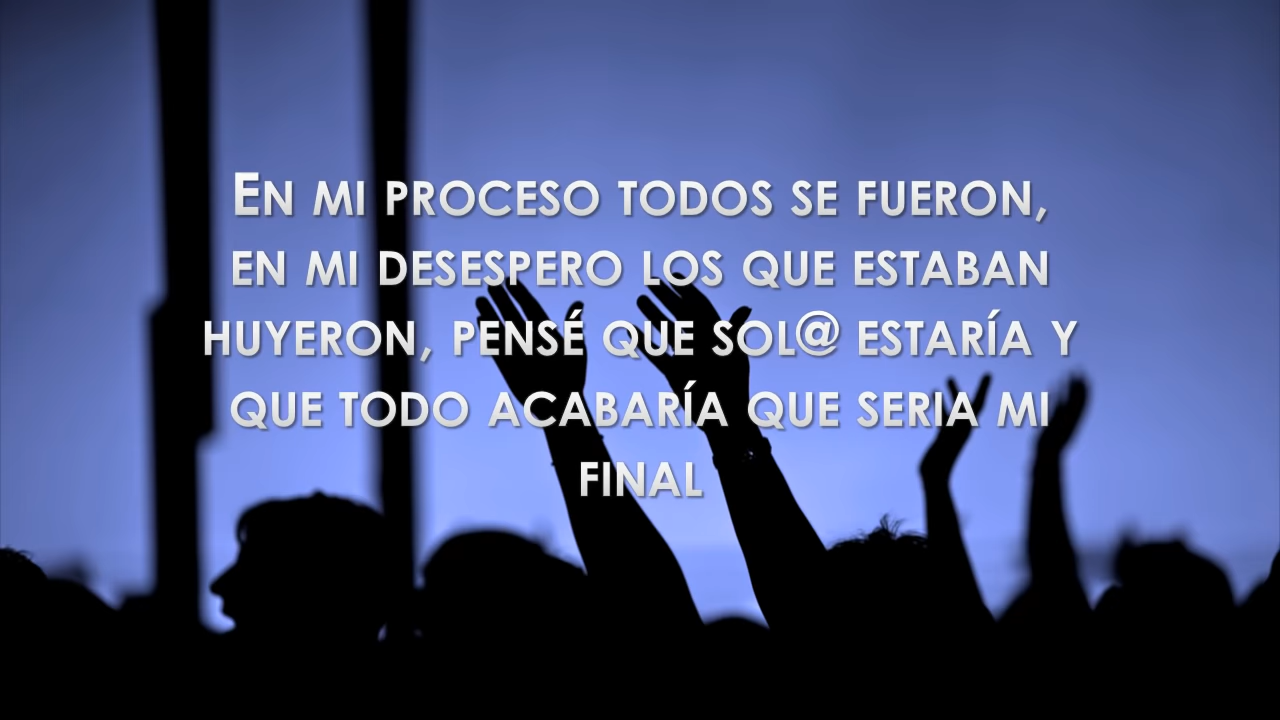 En mi proceso todos se fueron,
en mi desespero los que estaban
huyeron, pensé que sol@ estaría y
que todo acabaría que seria mi
final